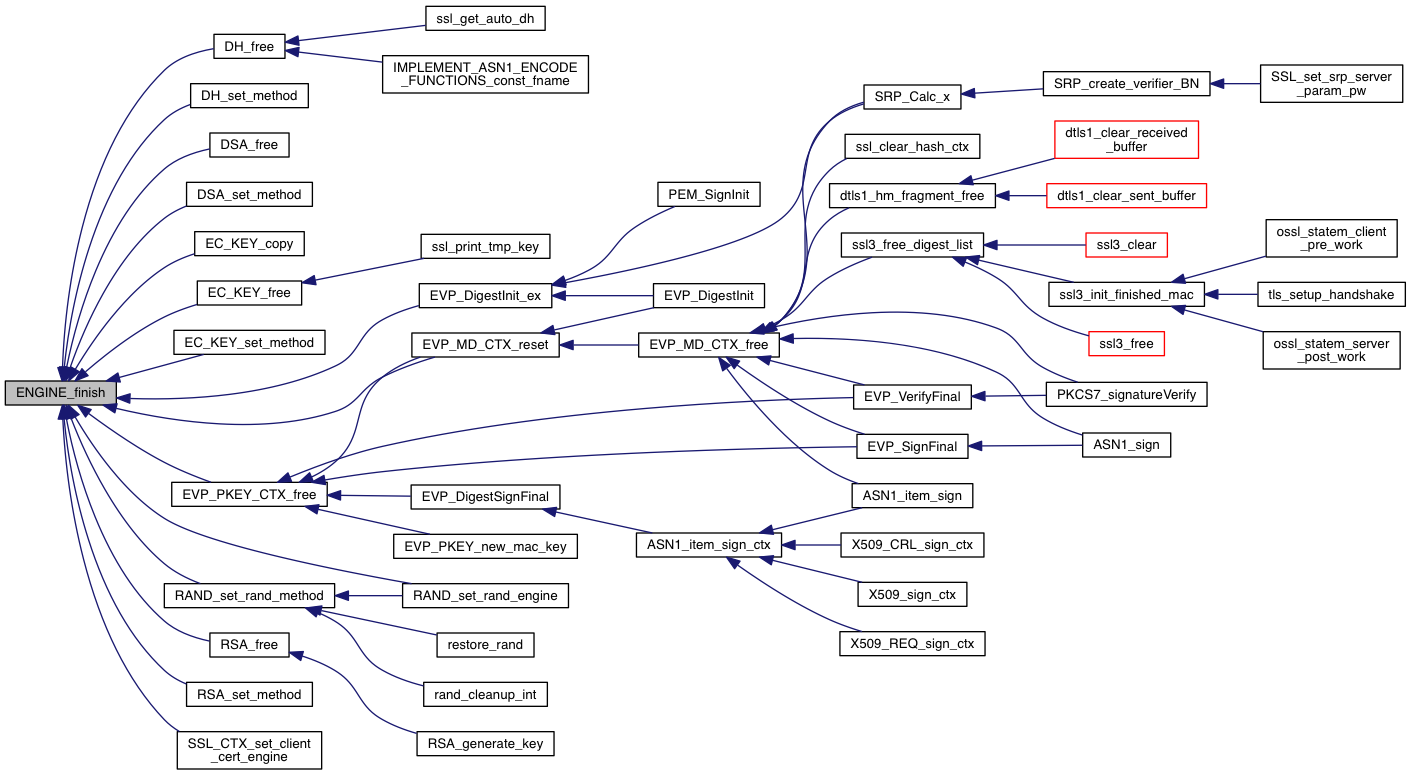 ENGINE_finish
DH_free
DH_set_method
DSA_free
DSA_set_method
EC_KEY_copy
EC_KEY_free
EC_KEY_set_method
EVP_PKEY_CTX_free
RAND_set_rand_method
RSA_free
RSA_set_method
SSL_CTX_set_client
_cert_engine
ssl_get_auto_dh
IMPLEMENT_ASN1_ENCODE
_FUNCTIONS_const_fname
ssl_print_tmp_key
EVP_DigestInit_ex
EVP_MD_CTX_reset
EVP_DigestSignFinal
EVP_PKEY_new_mac_key
RAND_set_rand_engine
restore_rand
rand_cleanup_int
RSA_generate_key
PEM_SignInit
EVP_DigestInit
EVP_MD_CTX_free
ASN1_item_sign_ctx
SRP_Calc_x
ssl_clear_hash_ctx
dtls1_hm_fragment_free
ssl3_free_digest_list
EVP_VerifyFinal
EVP_SignFinal
ASN1_item_sign
X509_CRL_sign_ctx
X509_sign_ctx
X509_REQ_sign_ctx
SRP_create_verifier_BN
dtls1_clear_received
_buffer
dtls1_clear_sent_buffer
ssl3_clear
ssl3_init_finished_mac
ssl3_free
PKCS7_signatureVerify
ASN1_sign
SSL_set_srp_server
_param_pw
ossl_statem_client
_pre_work
tls_setup_handshake
ossl_statem_server
_post_work